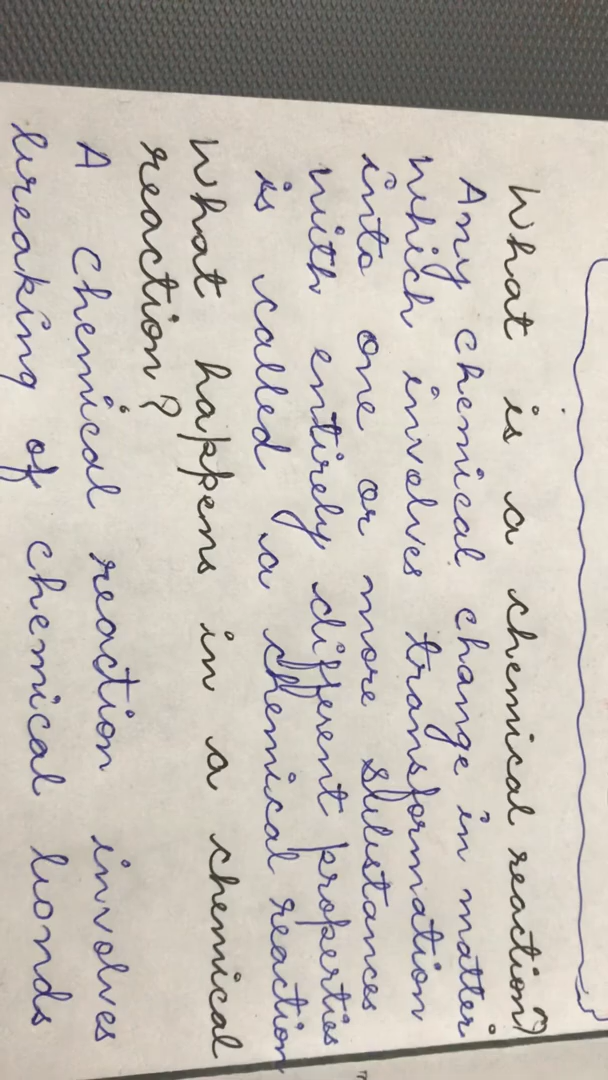 What is a chemical reaction?
Any chemical change in matter
which involves transformation
into one or more substances
with entirely different properties
is called a chemical reaction
What happens in a chemical
reaction?
A chemical reaction involves
breaking of chemical bonds